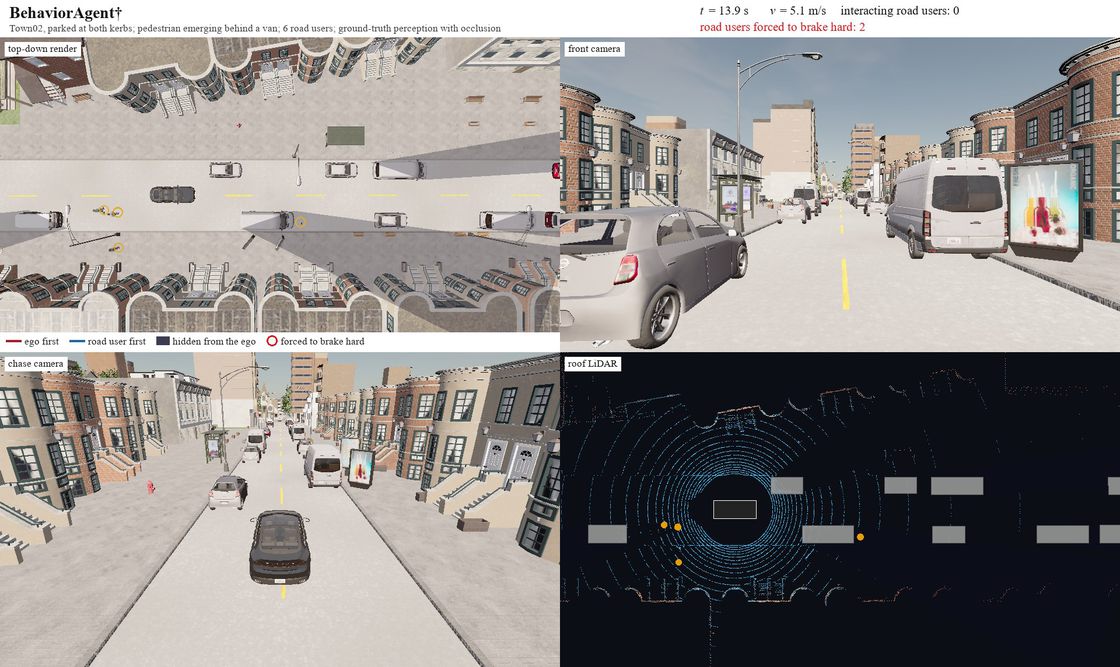 BehaviorAgent†
Town02, parked at both kerbs; pedestrian emerging behind a van; 6 road users; ground-truth perception with occlusion
t = 13.9 s v = 5.1 m/s interacting road users: 0
road users forced to brake hard: 2
top-down render
front camera
ego first road user first hidden from the ego forced to brake hard
chase camera
roof LiDAR